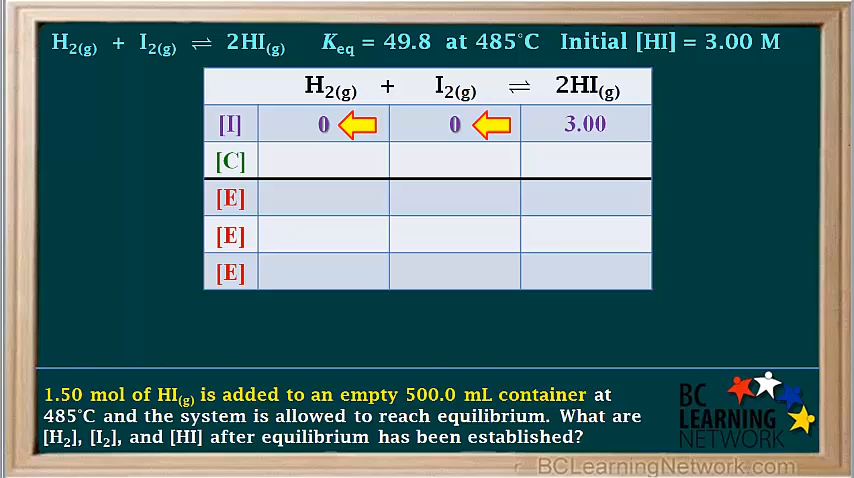 H₂(g) + I₂(g) ⇌ 2HI(g) Keq = 49.8 at 485°C Initial [HI] = 3.00 M
H₂(g) + I₂(g) ⇌ 2HI(g)
[I] 0 0 3.00
[C]
[E]
[E]
[E]
1.50 mol of HI(g) is added to an empty 500.0 mL container at
485°C and the system is allowed to reach equilibrium. What are
[H₂], [I₂], and [HI] after equilibrium has been established?
BC
LEARNING
NETWORK
BCLearningNetwork.com